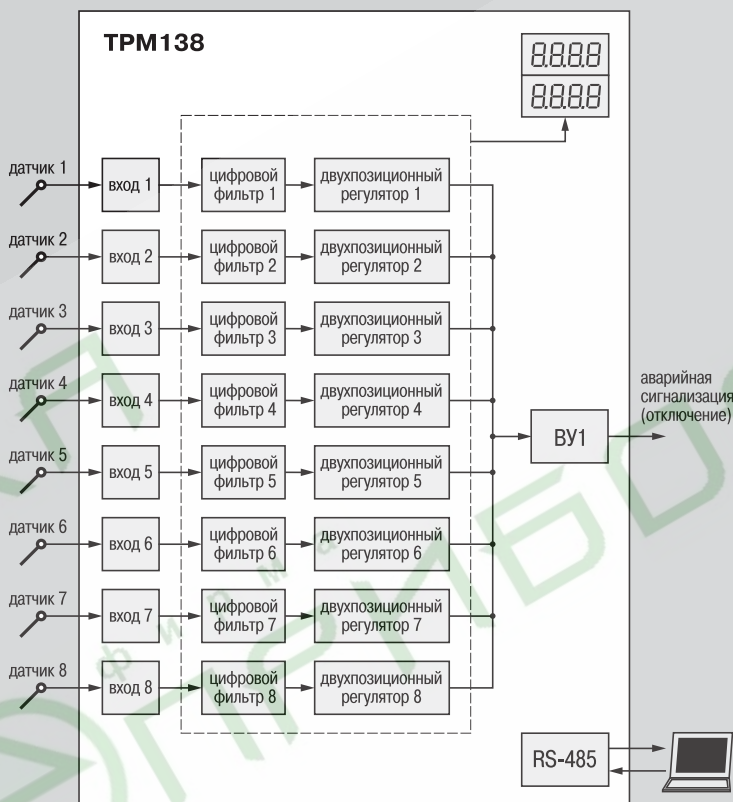 ТРМ138
8.8.8.8
8.8.8.8
датчик 1
вход 1
цифровой
фильтр 1
двухпозиционный
регулятор 1
датчик 2
вход 2
цифровой
фильтр 2
двухпозиционный
регулятор 2
датчик 3
вход 3
цифровой
фильтр 3
двухпозиционный
регулятор 3
датчик 4
вход 4
цифровой
фильтр 4
двухпозиционный
регулятор 4
аварийная
сигнализация
(отключение)
ВУ1
датчик 5
вход 5
цифровой
фильтр 5
двухпозиционный
регулятор 5
датчик 6
вход 6
цифровой
фильтр 6
двухпозиционный
регулятор 6
датчик 7
вход 7
цифровой
фильтр 7
двухпозиционный
регулятор 7
датчик 8
вход 8
цифровой
фильтр 8
двухпозиционный
регулятор 8
RS-485
фирма